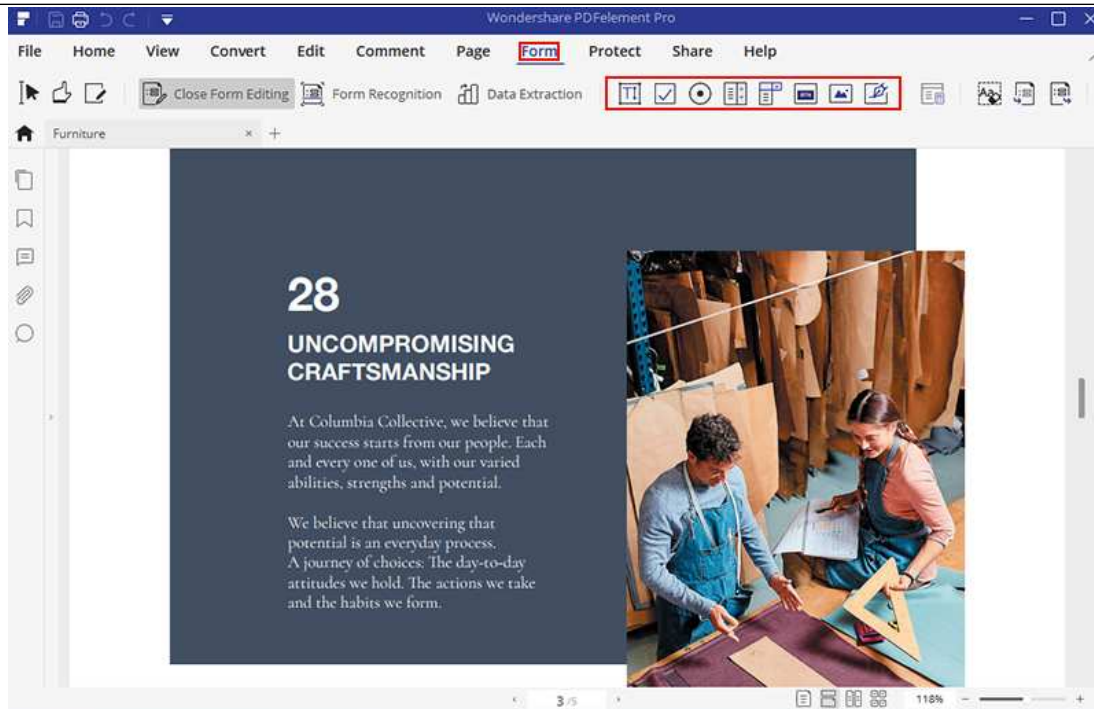 Wondershare PDFelement Pro
File Home View Convert Edit Comment Page Form Protect Share Help
Close Form Editing Form Recognition Data Extraction
Furniture
28
UNCOMPROMISING
CRAFTSMANSHIP
At Columbia Collective, we believe that
our success starts from our people. Each
and every one of us, with our varied
abilities, strengths and potential.
We believe that uncovering that
potential is an everyday process.
A journey of choices: The day-to-day
attitudes we hold. The actions we take
and the habits we form.
3 /5
118%